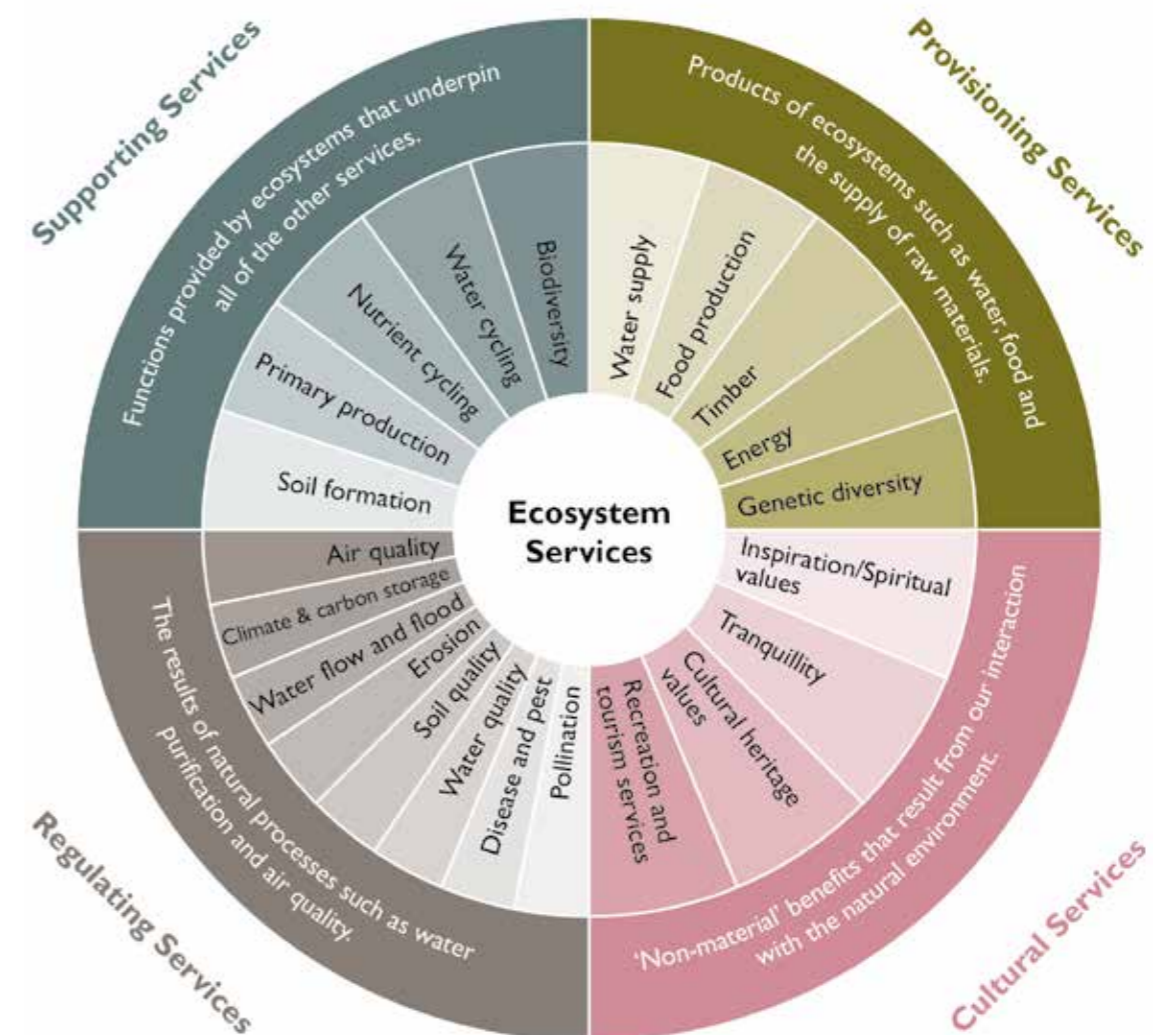 Supporting Services
Functions provided by ecosystems that underpin
all of the other services.
Biodiversity
Water cycling
Nutrient cycling
Primary production
Soil formation
Provisioning Services
Products of ecosystems such as water, food and
the supply of raw materials.
Water supply
Food production
Timber
Energy
Genetic diversity
Ecosystem
Services
Regulating Services
The results of natural processes such as water
purification and air quality.
Air quality
Climate & carbon storage
Water flow and flood
Erosion
Soil quality
Water quality
Disease and pest
Pollination
Cultural Services
‘Non-material’ benefits that result from our interaction
with the natural environment.
Inspiration/Spiritual
values
Tranquillity
Cultural heritage
values
Recreation and
tourism services